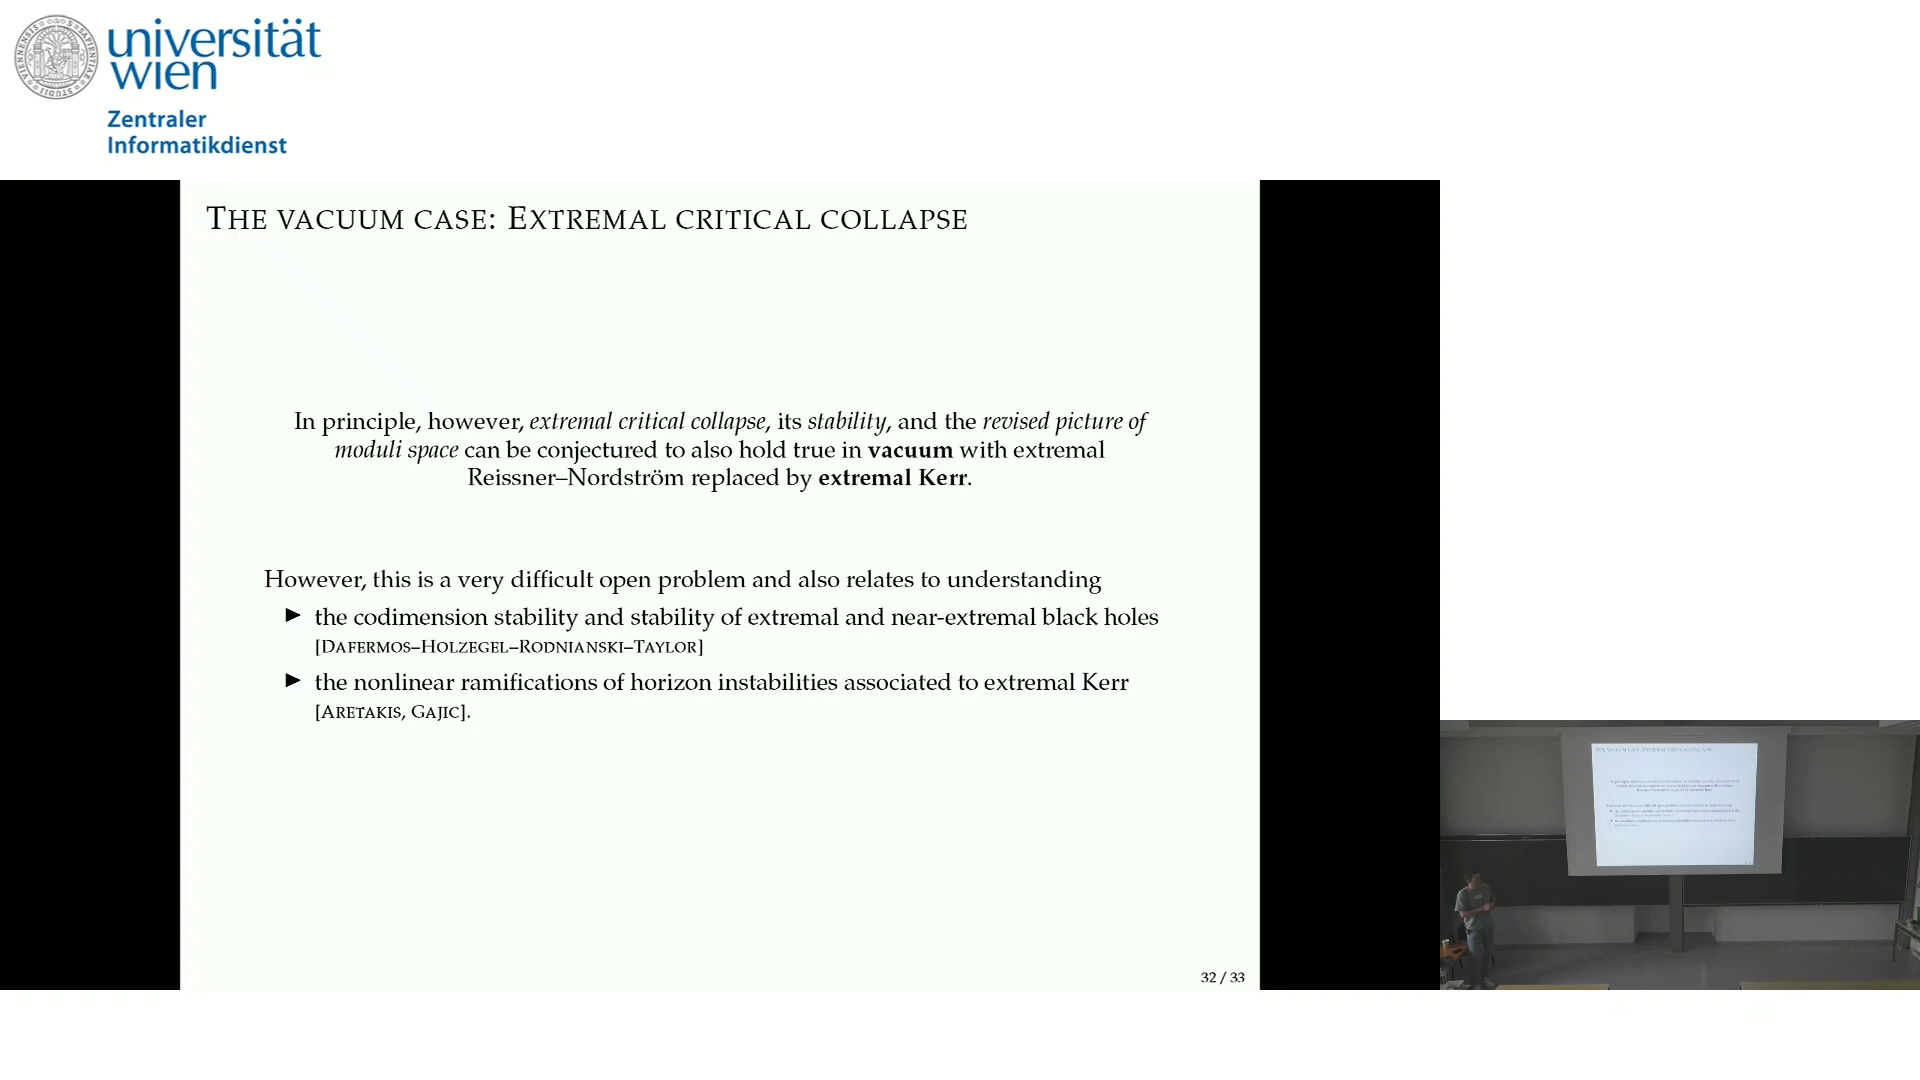 universität
wien
Zentraler
Informatikdienst
THE VACUUM CASE: EXTREMAL CRITICAL COLLAPSE
In principle, however, extremal critical collapse, its stability, and the revised picture of
moduli space can be conjectured to also hold true in vacuum with extremal
Reissner–Nordström replaced by extremal Kerr.
However, this is a very difficult open problem and also relates to understanding
▶ the codimension stability and stability of extremal and near-extremal black holes
[DAFERMOS–HOLZEGEL–RODNIANSKI–TAYLOR]
▶ the nonlinear ramifications of horizon instabilities associated to extremal Kerr
[ARETAKIS, GAJIC].
32 / 33